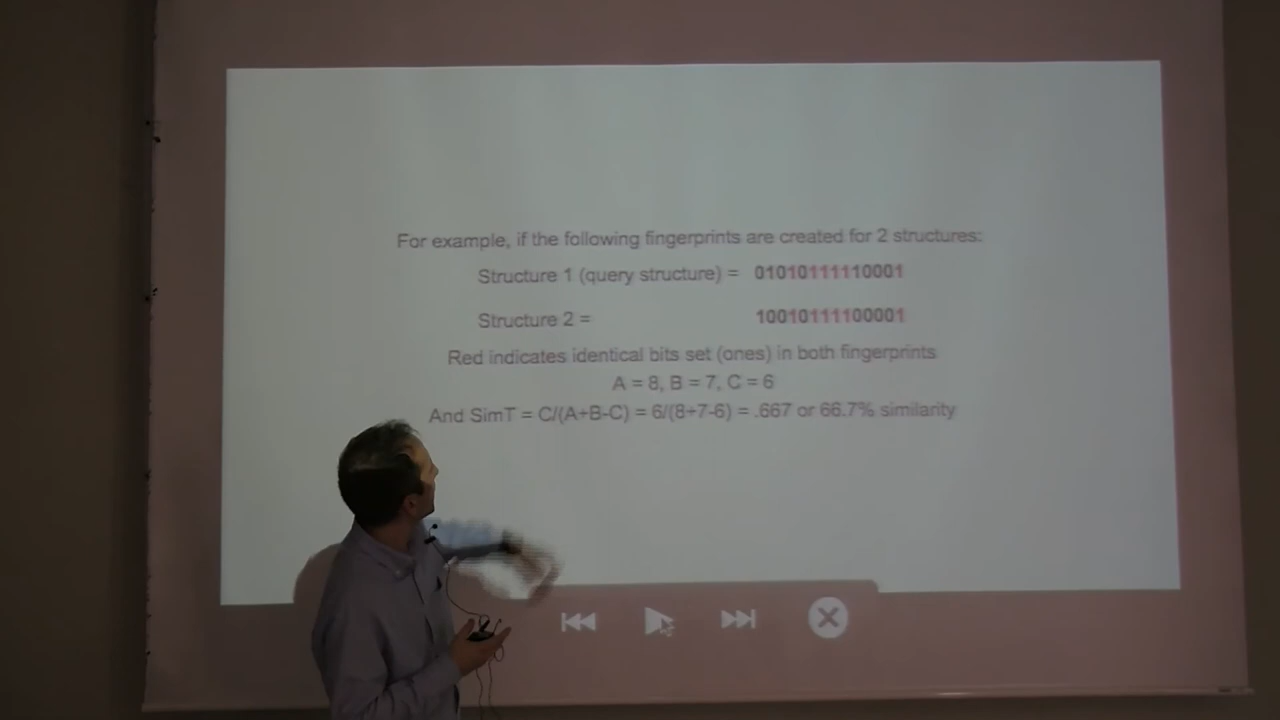 For example, if the following fingerprints are created for 2 structures:
Structure 1 (query structure) = 01010111110001
Structure 2 = 10010111100001
Red indicates identical bits set (ones) in both fingerprints
A = 8, B = 7, C = 6
And SimT = C/(A+B-C) = 6/(8+7-6) = .667 or 66.7% similarity